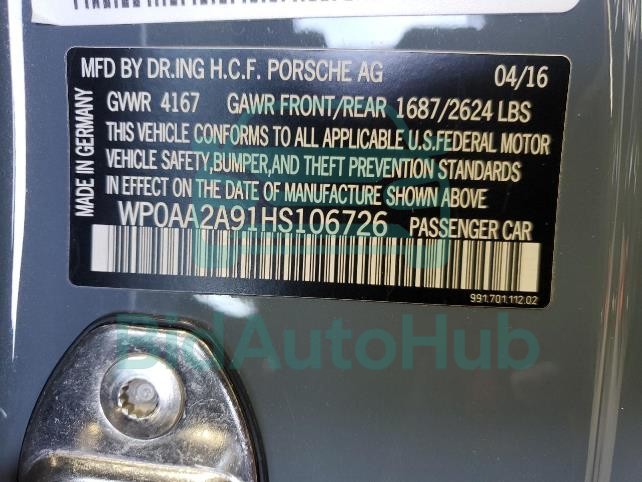 MFD BY DR.ING H.C.F. PORSCHE AG 04/16
GVWR 4167 GAWR FRONT/REAR 1687/2624 LBS
THIS VEHICLE CONFORMS TO ALL APPLICABLE U.S.FEDERAL MOTOR
VEHICLE SAFETY,BUMPER,AND THEFT PREVENTION STANDARDS
IN EFFECT ON THE DATE OF MANUFACTURE SHOWN ABOVE.
WP0AA2A91HS106726 PASSENGER CAR
MADE IN GERMANY
991.701.112.02
BidAutoHub